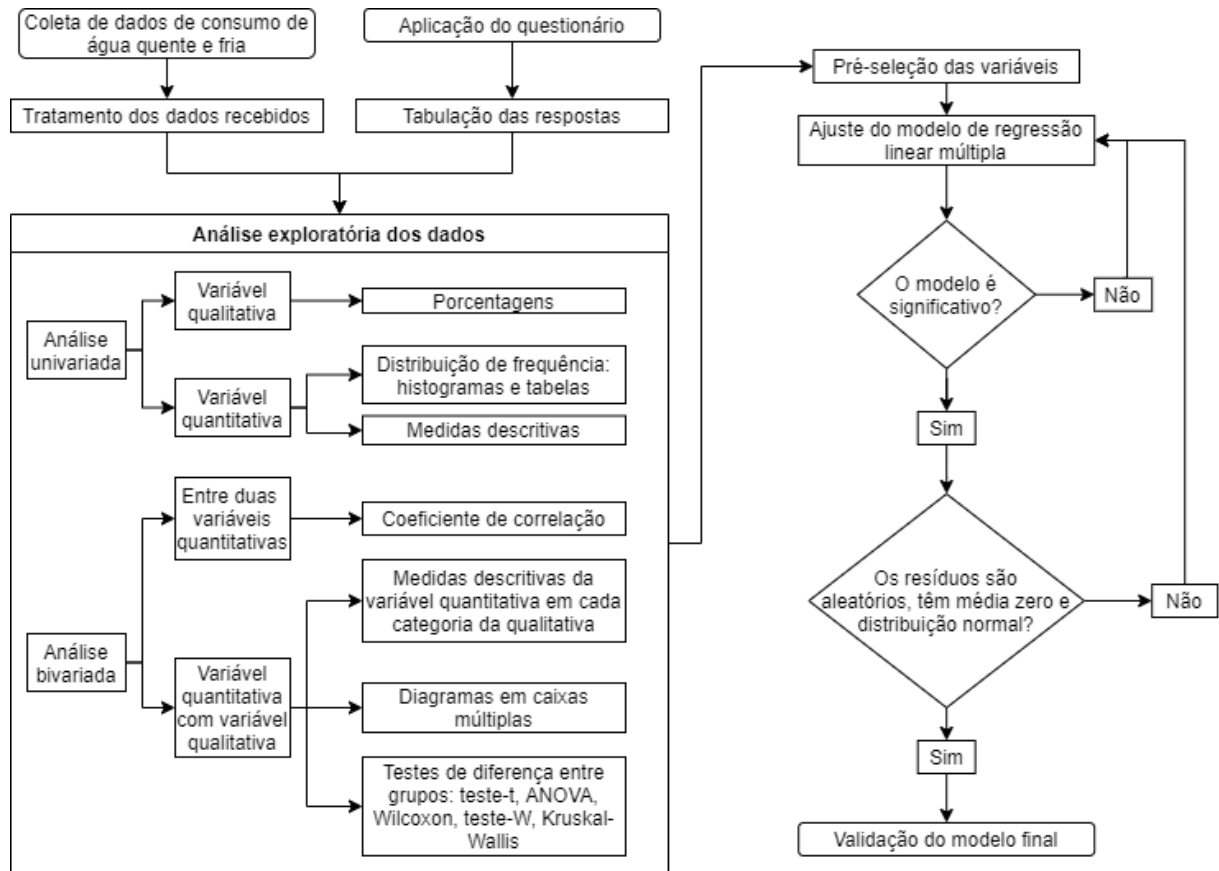 Coleta de dados de consumo de
água quente e fria
Aplicação do questionário
Tratamento dos dados recebidos
Tabulação das respostas
Análise exploratória dos dados
Análise
univariada
Variável
qualitativa
Porcentagens
Variável
quantitativa
Distribuição de frequência:
histogramas e tabelas
Medidas descritivas
Análise
bivariada
Entre duas
variáveis
quantitativas
Coeficiente de correlação
Variável
quantitativa
com variável
qualitativa
Medidas descritivas da
variável quantitativa em cada
categoria da qualitativa
Diagramas em caixas
múltiplas
Testes de diferença entre
grupos: teste-t, ANOVA,
Wilcoxon, teste-W, Kruskal-
Wallis
Pré-seleção das variáveis
Ajuste do modelo de regressão
linear múltipla
O modelo é
significativo?
Não
Sim
Os resíduos são
aleatórios, têm média zero e
distribuição normal?
Não
Sim
Validação do modelo final